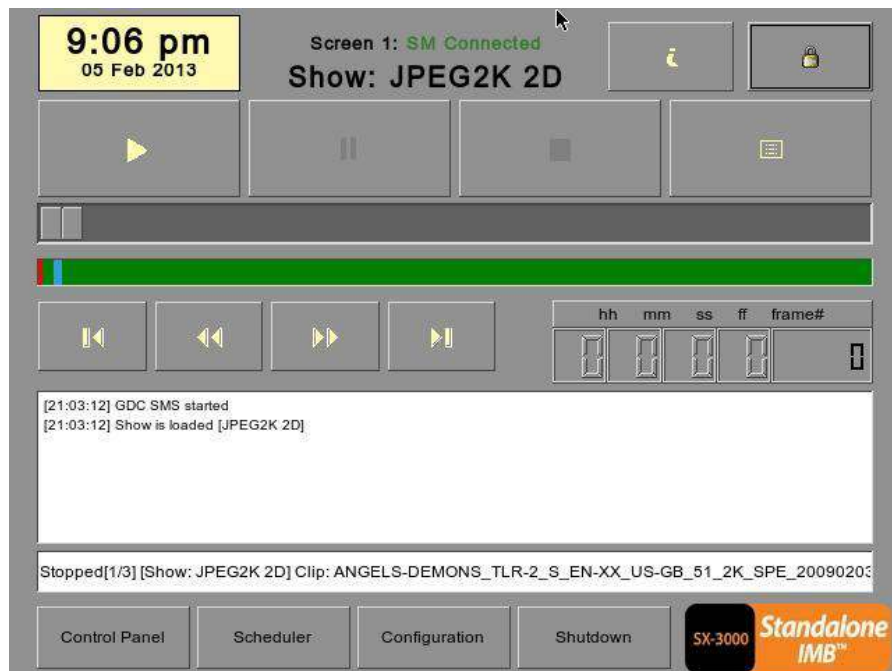 9:06 pm
05 Feb 2013
Screen 1: SM Connected
Show: JPEG2K 2D
hh mm ss ff frame#
0 0 0 0 0
[21:03:12] GDC SMS started
[21:03:12] Show is loaded [JPEG2K 2D]
Stopped[1/3] [Show: JPEG2K 2D] Clip: ANGELS-DEMONS_TLR-2_S_EN-XX_US-GB_51_2K_SPE_20090203
Control Panel
Scheduler
Configuration
Shutdown
SX-3000
Standalone
IMB™